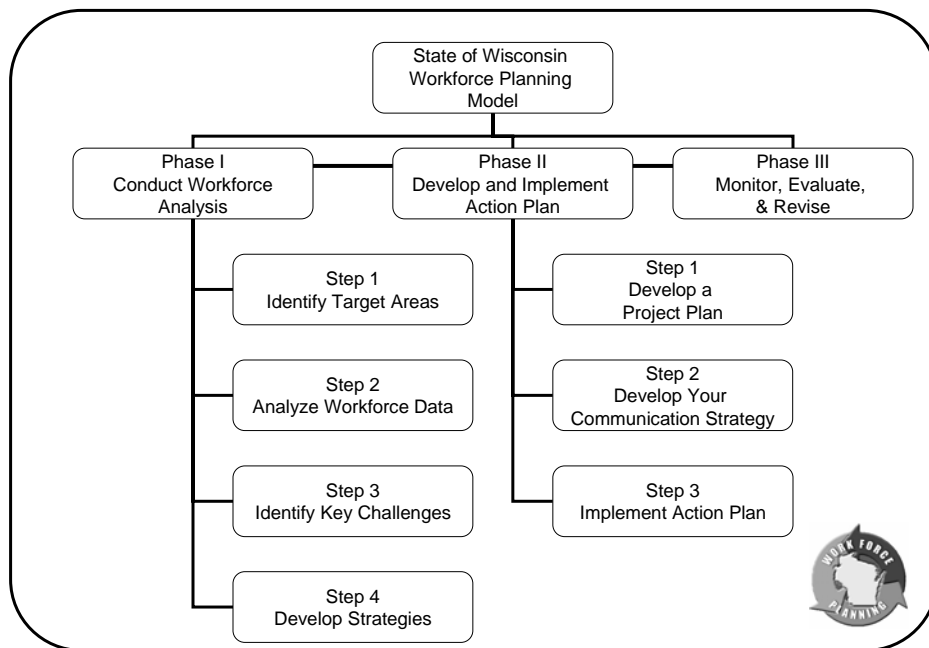 State of Wisconsin
Workforce Planning
Model
Phase I
Conduct Workforce
Analysis
Phase II
Develop and Implement
Action Plan
Phase III
Monitor, Evaluate,
& Revise
Step 1
Identify Target Areas
Step 2
Analyze Workforce Data
Step 3
Identify Key Challenges
Step 4
Develop Strategies
Step 1
Develop a
Project Plan
Step 2
Develop Your
Communication Strategy
Step 3
Implement Action Plan
WORK FORCE
PLANNING